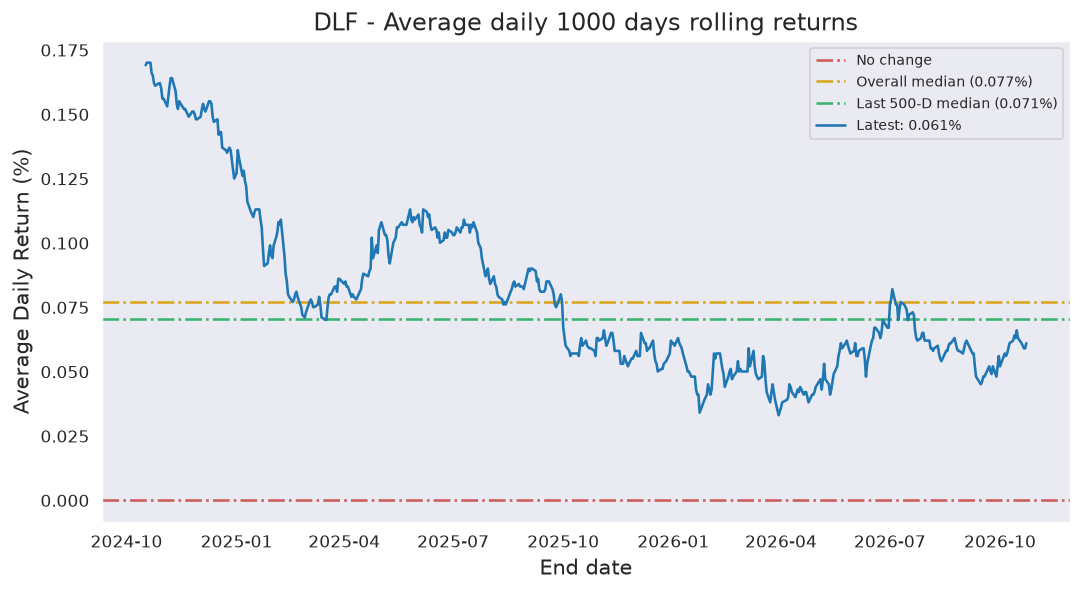 DLF - Average daily 1000 days rolling returns
Average Daily Return (%)
0.175
0.150
0.125
0.100
0.075
0.050
0.025
0.000
No change
Overall median (0.077%)
Last 500-D median (0.071%)
Latest: 0.061%
2024-10 2025-01 2025-04 2025-07 2025-10 2026-01 2026-04 2026-07 2026-10
End date